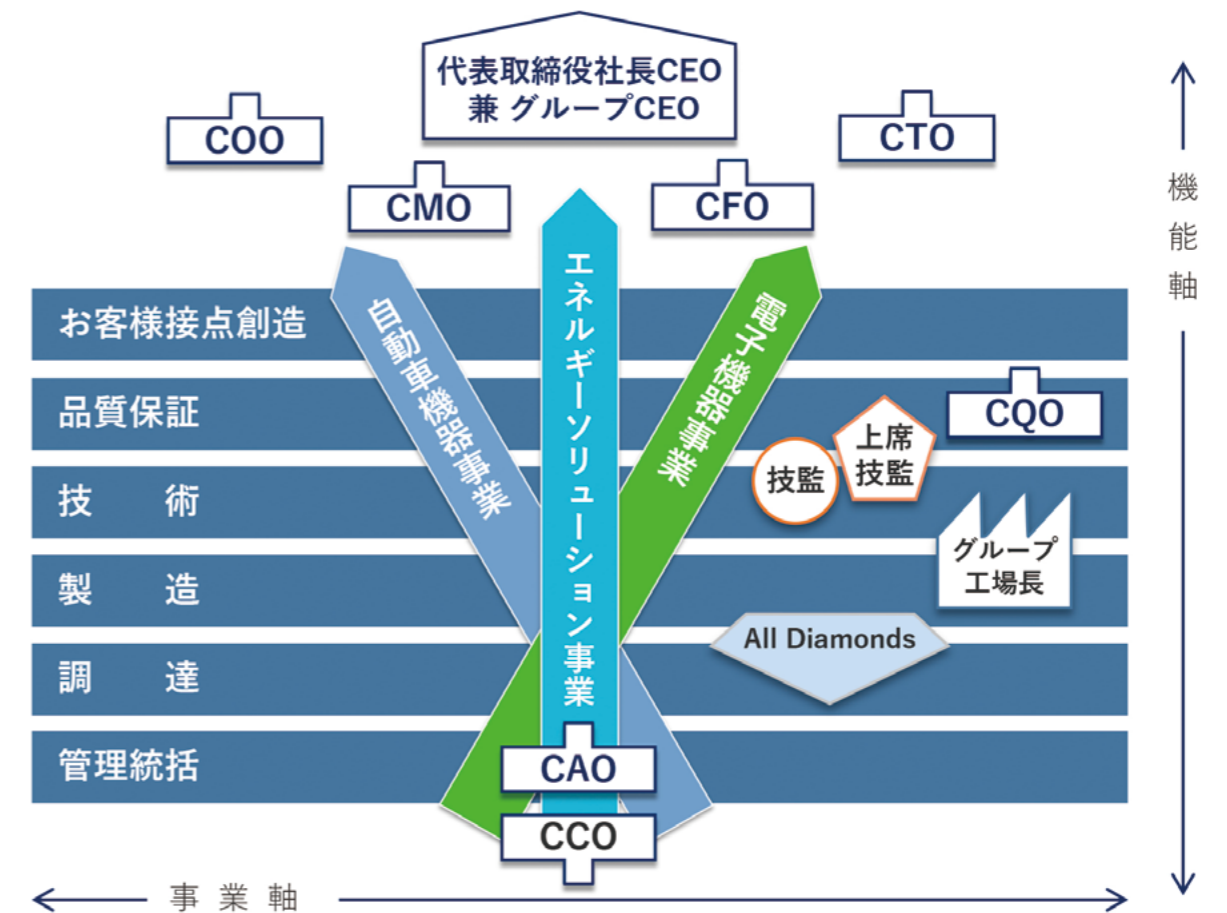 代表取締役社長CEO
兼 グループCEO
COO
CTO
CMO
CFO
機能軸
エネルギーソリューション事業
自動車機器事業
電子機器事業
お客様接点創造
品質保証
CQO
上席
技監
技監
技 術
グループ
工場長
製 造
All Diamonds
調 達
管理統括
CAO
CCO
事業軸